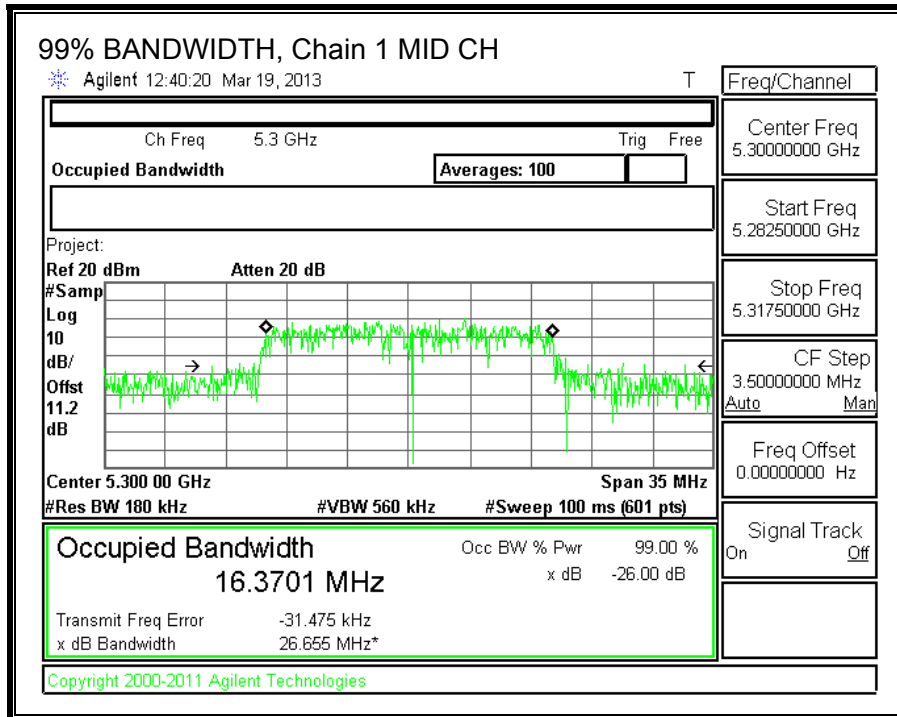 99% BANDWIDTH, Chain 1 MID CH
Agilent 12:40:20 Mar 19, 2013 T
Ch Freq 5.3 GHz Trig Free
Occupied Bandwidth Averages: 100
Project:
Ref 20 dBm Atten 20 dB
#Samp
Log
10
dB/
Offst
11.2
dB
Center 5.300 00 GHz Span 35 MHz
#Res BW 180 kHz #VBW 560 kHz #Sweep 100 ms (601 pts)
Occupied Bandwidth Occ BW % Pwr 99.00 %
16.3701 MHz x dB -26.00 dB
Transmit Freq Error -31.475 kHz
x dB Bandwidth 26.655 MHz*
Copyright 2000-2011 Agilent Technologies
Freq/Channel
Center Freq
5.30000000 GHz
Start Freq
5.28250000 GHz
Stop Freq
5.31750000 GHz
CF Step
3.50000000 MHz
Auto Man
Freq Offset
0.00000000 Hz
Signal Track
On Off